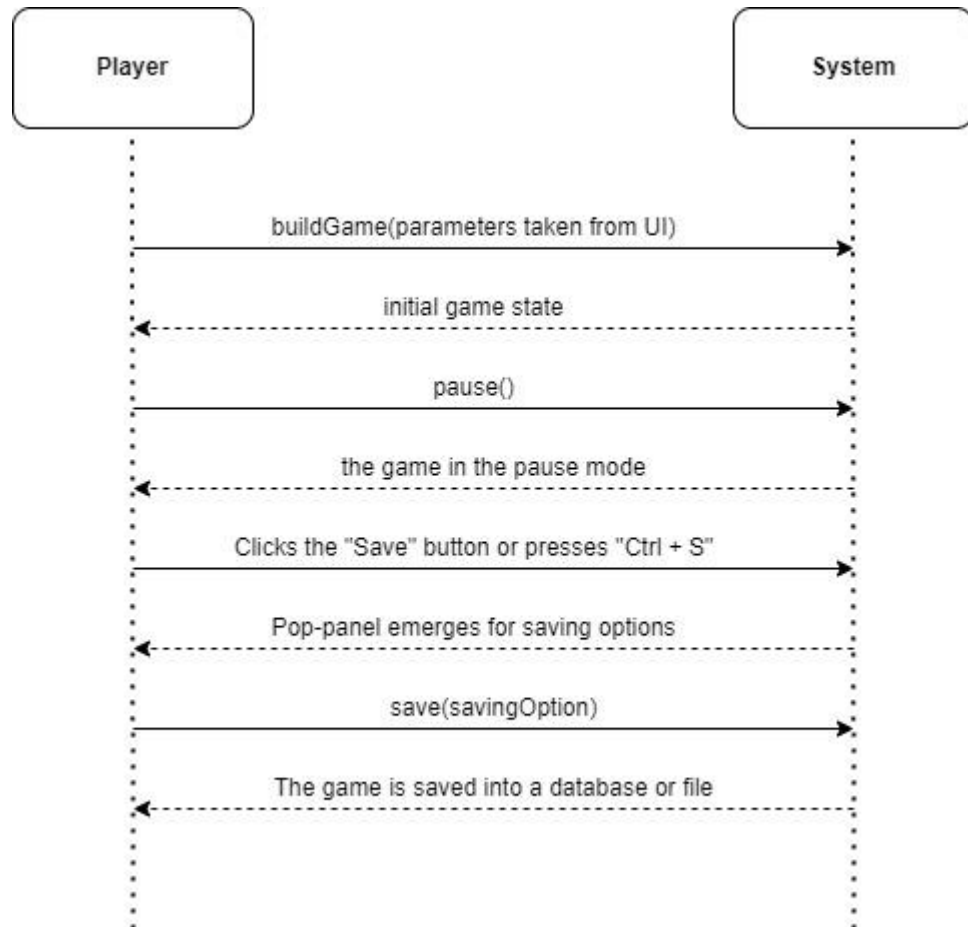 Player
System
buildGame(parameters taken from UI)
initial game state
pause()
the game in the pause mode
Clicks the "Save" button or presses "Ctrl + S"
Pop-panel emerges for saving options
save(savingOption)
The game is saved into a database or file